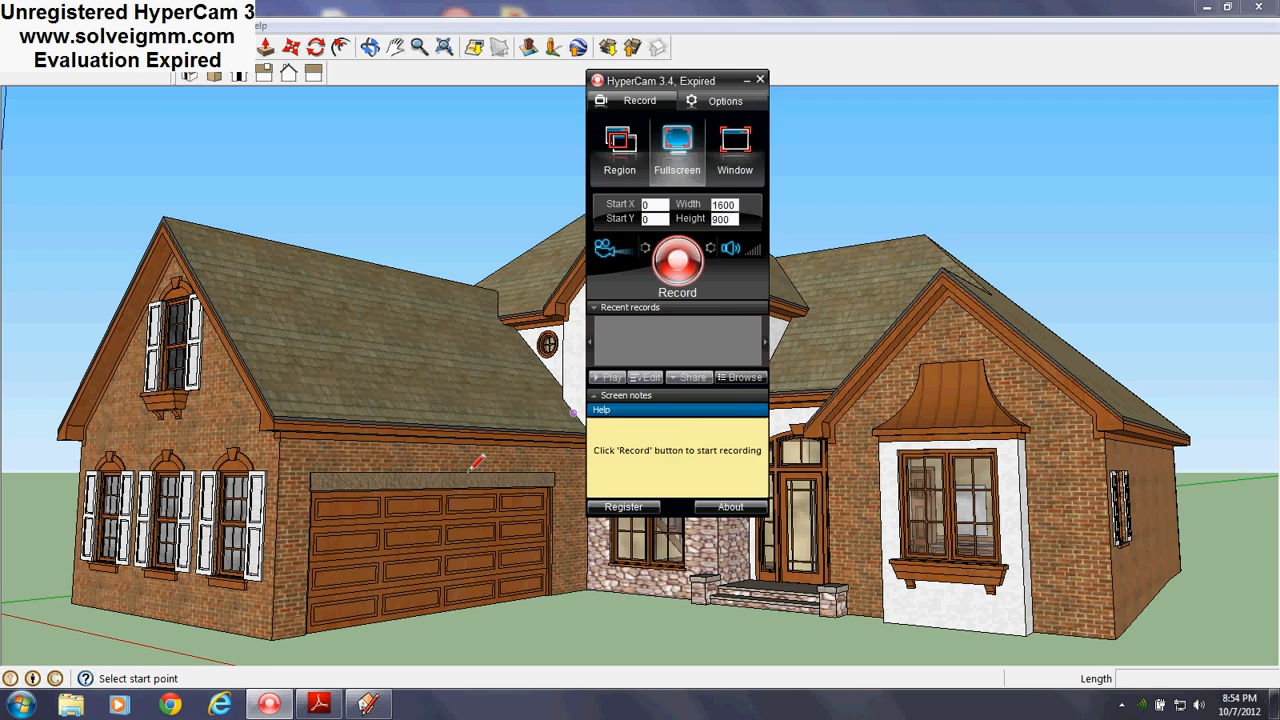 Unregistered HyperCam 3
www.solveigmm.com
Evaluation Expired
elp
HyperCam 3.4, Expired
Record
Options
Region
Fullscreen
Window
Start X 0 Width 1600
Start Y 0 Height 900
Record
Recent records
Play Edit Share Browse
Screen notes
Help
Click 'Record' button to start recording
Register
About
Select start point
Length
8:54 PM
10/7/2012